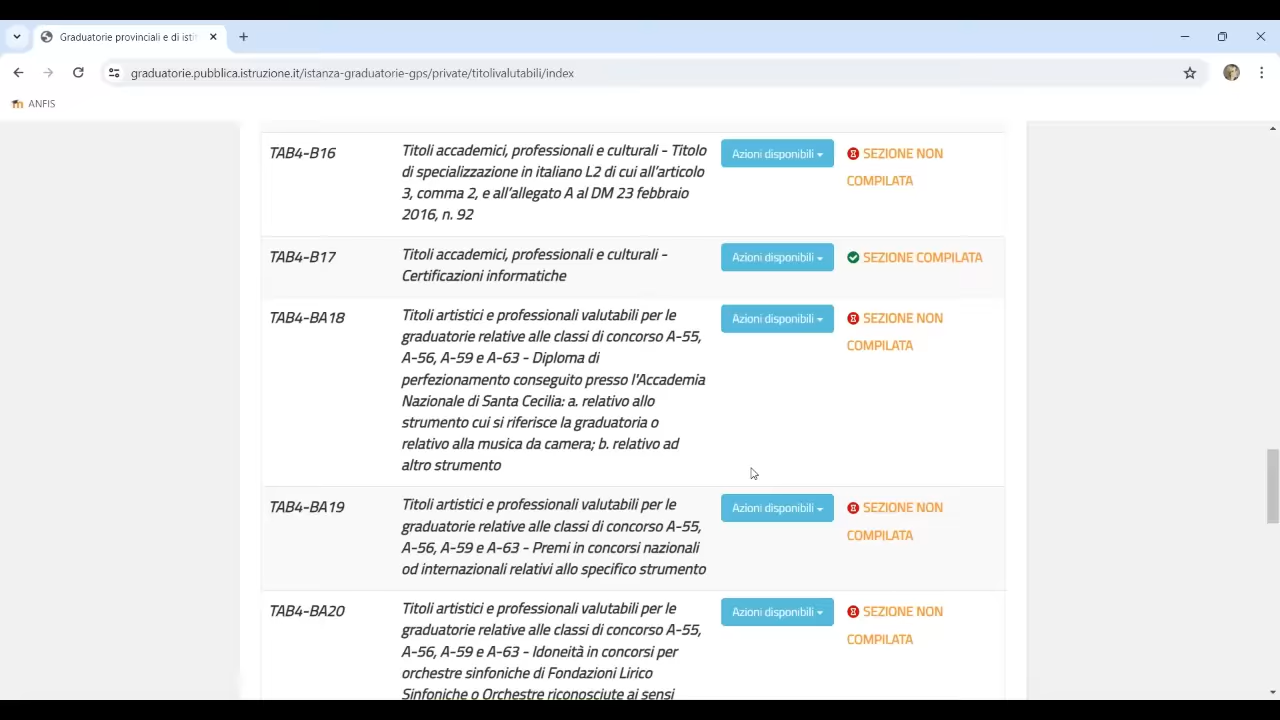 Graduatorie provinciali e di istit
graduatorie.pubblica.istruzione.it/istanza-graduatorie-gps/private/titolivalutabili/index
ANFIS
TAB4-B16
Titoli accademici, professionali e culturali - Titolo
di specializzazione in italiano L2 di cui all'articolo
3, comma 2, e all'allegato A al DM 23 febbraio
2016, n. 92
Azioni disponibili
SEZIONE NON
COMPILATA
TAB4-B17
Titoli accademici, professionali e culturali -
Certificazioni informatiche
Azioni disponibili
SEZIONE COMPILATA
TAB4-BA18
Titoli artistici e professionali valutabili per le
graduatorie relative alle classi di concorso A-55,
A-56, A-59 e A-63 - Diploma di
perfezionamento conseguito presso l'Accademia
Nazionale di Santa Cecilia: a. relativo allo
strumento cui si riferisce la graduatoria o
relativo alla musica da camera; b. relativo ad
altro strumento
Azioni disponibili
SEZIONE NON
COMPILATA
TAB4-BA19
Titoli artistici e professionali valutabili per le
graduatorie relative alle classi di concorso A-55,
A-56, A-59 e A-63 - Premi in concorsi nazionali
od internazionali relativi allo specifico strumento
Azioni disponibili
SEZIONE NON
COMPILATA
TAB4-BA20
Titoli artistici e professionali valutabili per le
graduatorie relative alle classi di concorso A-55,
A-56, A-59 e A-63 - Idoneità in concorsi per
orchestre sinfoniche di Fondazioni Lirico
Sinfoniche o Orchestre riconosciute ai sensi
Azioni disponibili
SEZIONE NON
COMPILATA